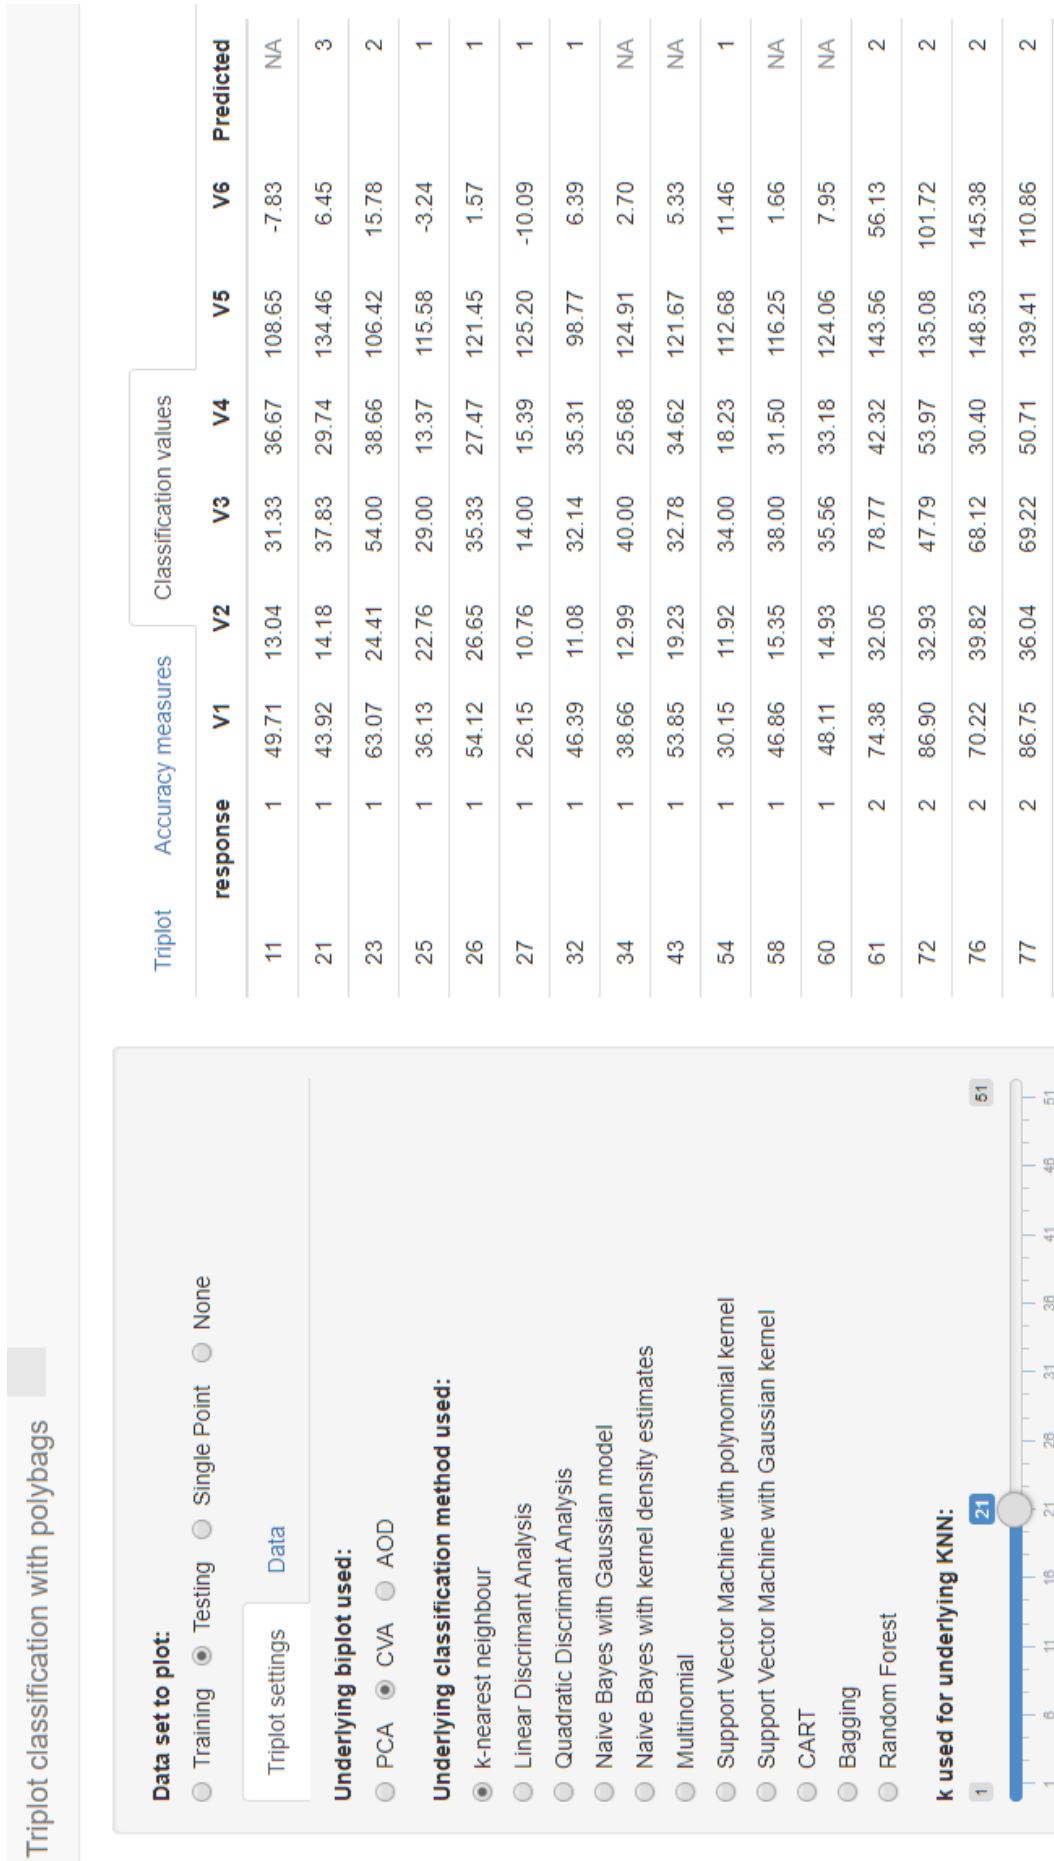 Triplot classification with polybags
Data set to plot:
Training Testing Single Point None
Triplot settings Data
Underlying biplot used:
PCA CVA AOD
Underlying classification method used:
k-nearest neighbour
Linear Discrimant Analysis
Quadratic Discrimant Analysis
Naive Bayes with Gaussian model
Naive Bayes with kernel density estimates
Multinomial
Support Vector Machine with polynomial kernel
Support Vector Machine with Gaussian kernel
CART
Bagging
Random Forest
k used for underlying KNN:
1 21 51
1 6 11 16 21 26 31 36 41 46 51
Triplot Accuracy measures Classification values
response V1 V2 V3 V4 V5 V6 Predicted
11 1 49.71 13.04 31.33 36.67 108.65 -7.83 NA
21 1 43.92 14.18 37.83 29.74 134.46 6.45 3
23 1 63.07 24.41 54.00 38.66 106.42 15.78 2
25 1 36.13 22.76 29.00 13.37 115.58 -3.24 1
26 1 54.12 26.65 35.33 27.47 121.45 1.57 1
27 1 26.15 10.76 14.00 15.39 125.20 -10.09 1
32 1 46.39 11.08 32.14 35.31 98.77 6.39 1
34 1 38.66 12.99 40.00 25.68 124.91 2.70 NA
43 1 53.85 19.23 32.78 34.62 121.67 5.33 NA
54 1 30.15 11.92 34.00 18.23 112.68 11.46 1
58 1 46.86 15.35 38.00 31.50 116.25 1.66 NA
60 1 48.11 14.93 35.56 33.18 124.06 7.95 NA
61 2 74.38 32.05 78.77 42.32 143.56 56.13 2
72 2 86.90 32.93 47.79 53.97 135.08 101.72 2
76 2 70.22 39.82 68.12 30.40 148.53 145.38 2
77 2 86.75 36.04 69.22 50.71 139.41 110.86 2